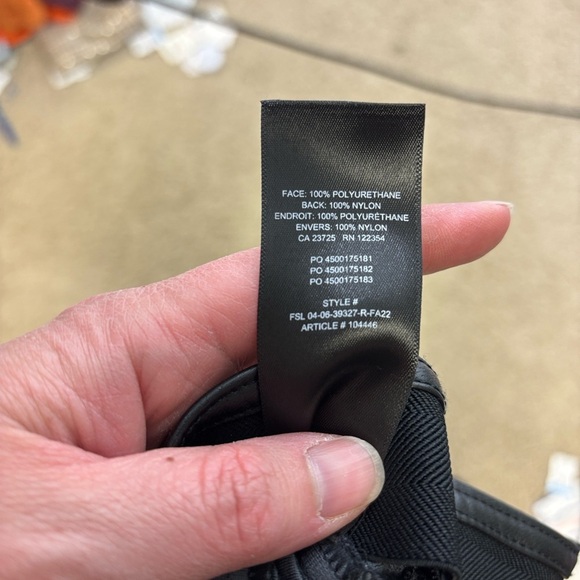 FACE: 100% POLYURETHANE
BACK: 100% NYLON
ENDROIT: 100% POLYURÉTHANE
ENVERS: 100% NYLON
CA 23725 RN 122354
PO 4500175181
PO 4500175182
PO 4500175183
STYLE #
FSL 04-06-39327-R-FA22
ARTICLE # 104446